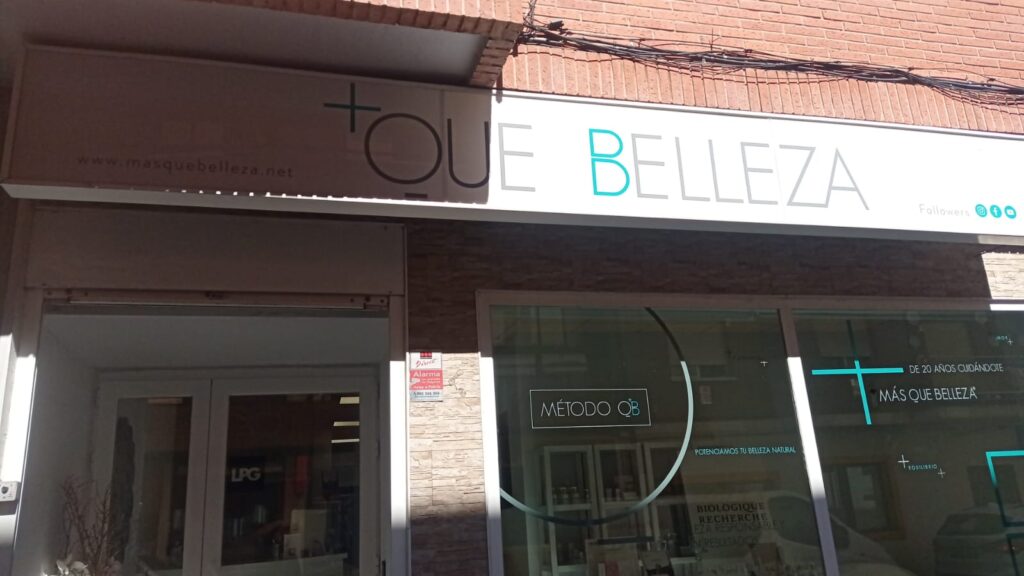 +QUE BELLEZA
www.masquebelleza.net
Followers
Alarma
LPG
MÉTODO QB
POTENCIAMOS TU BELLEZA NATURAL
BIOLOGIQUE
RECHERCHE
+ DE 20 AÑOS CUIDÁNDOTE
MÁS QUE BELLEZA
EQUILIBRIO